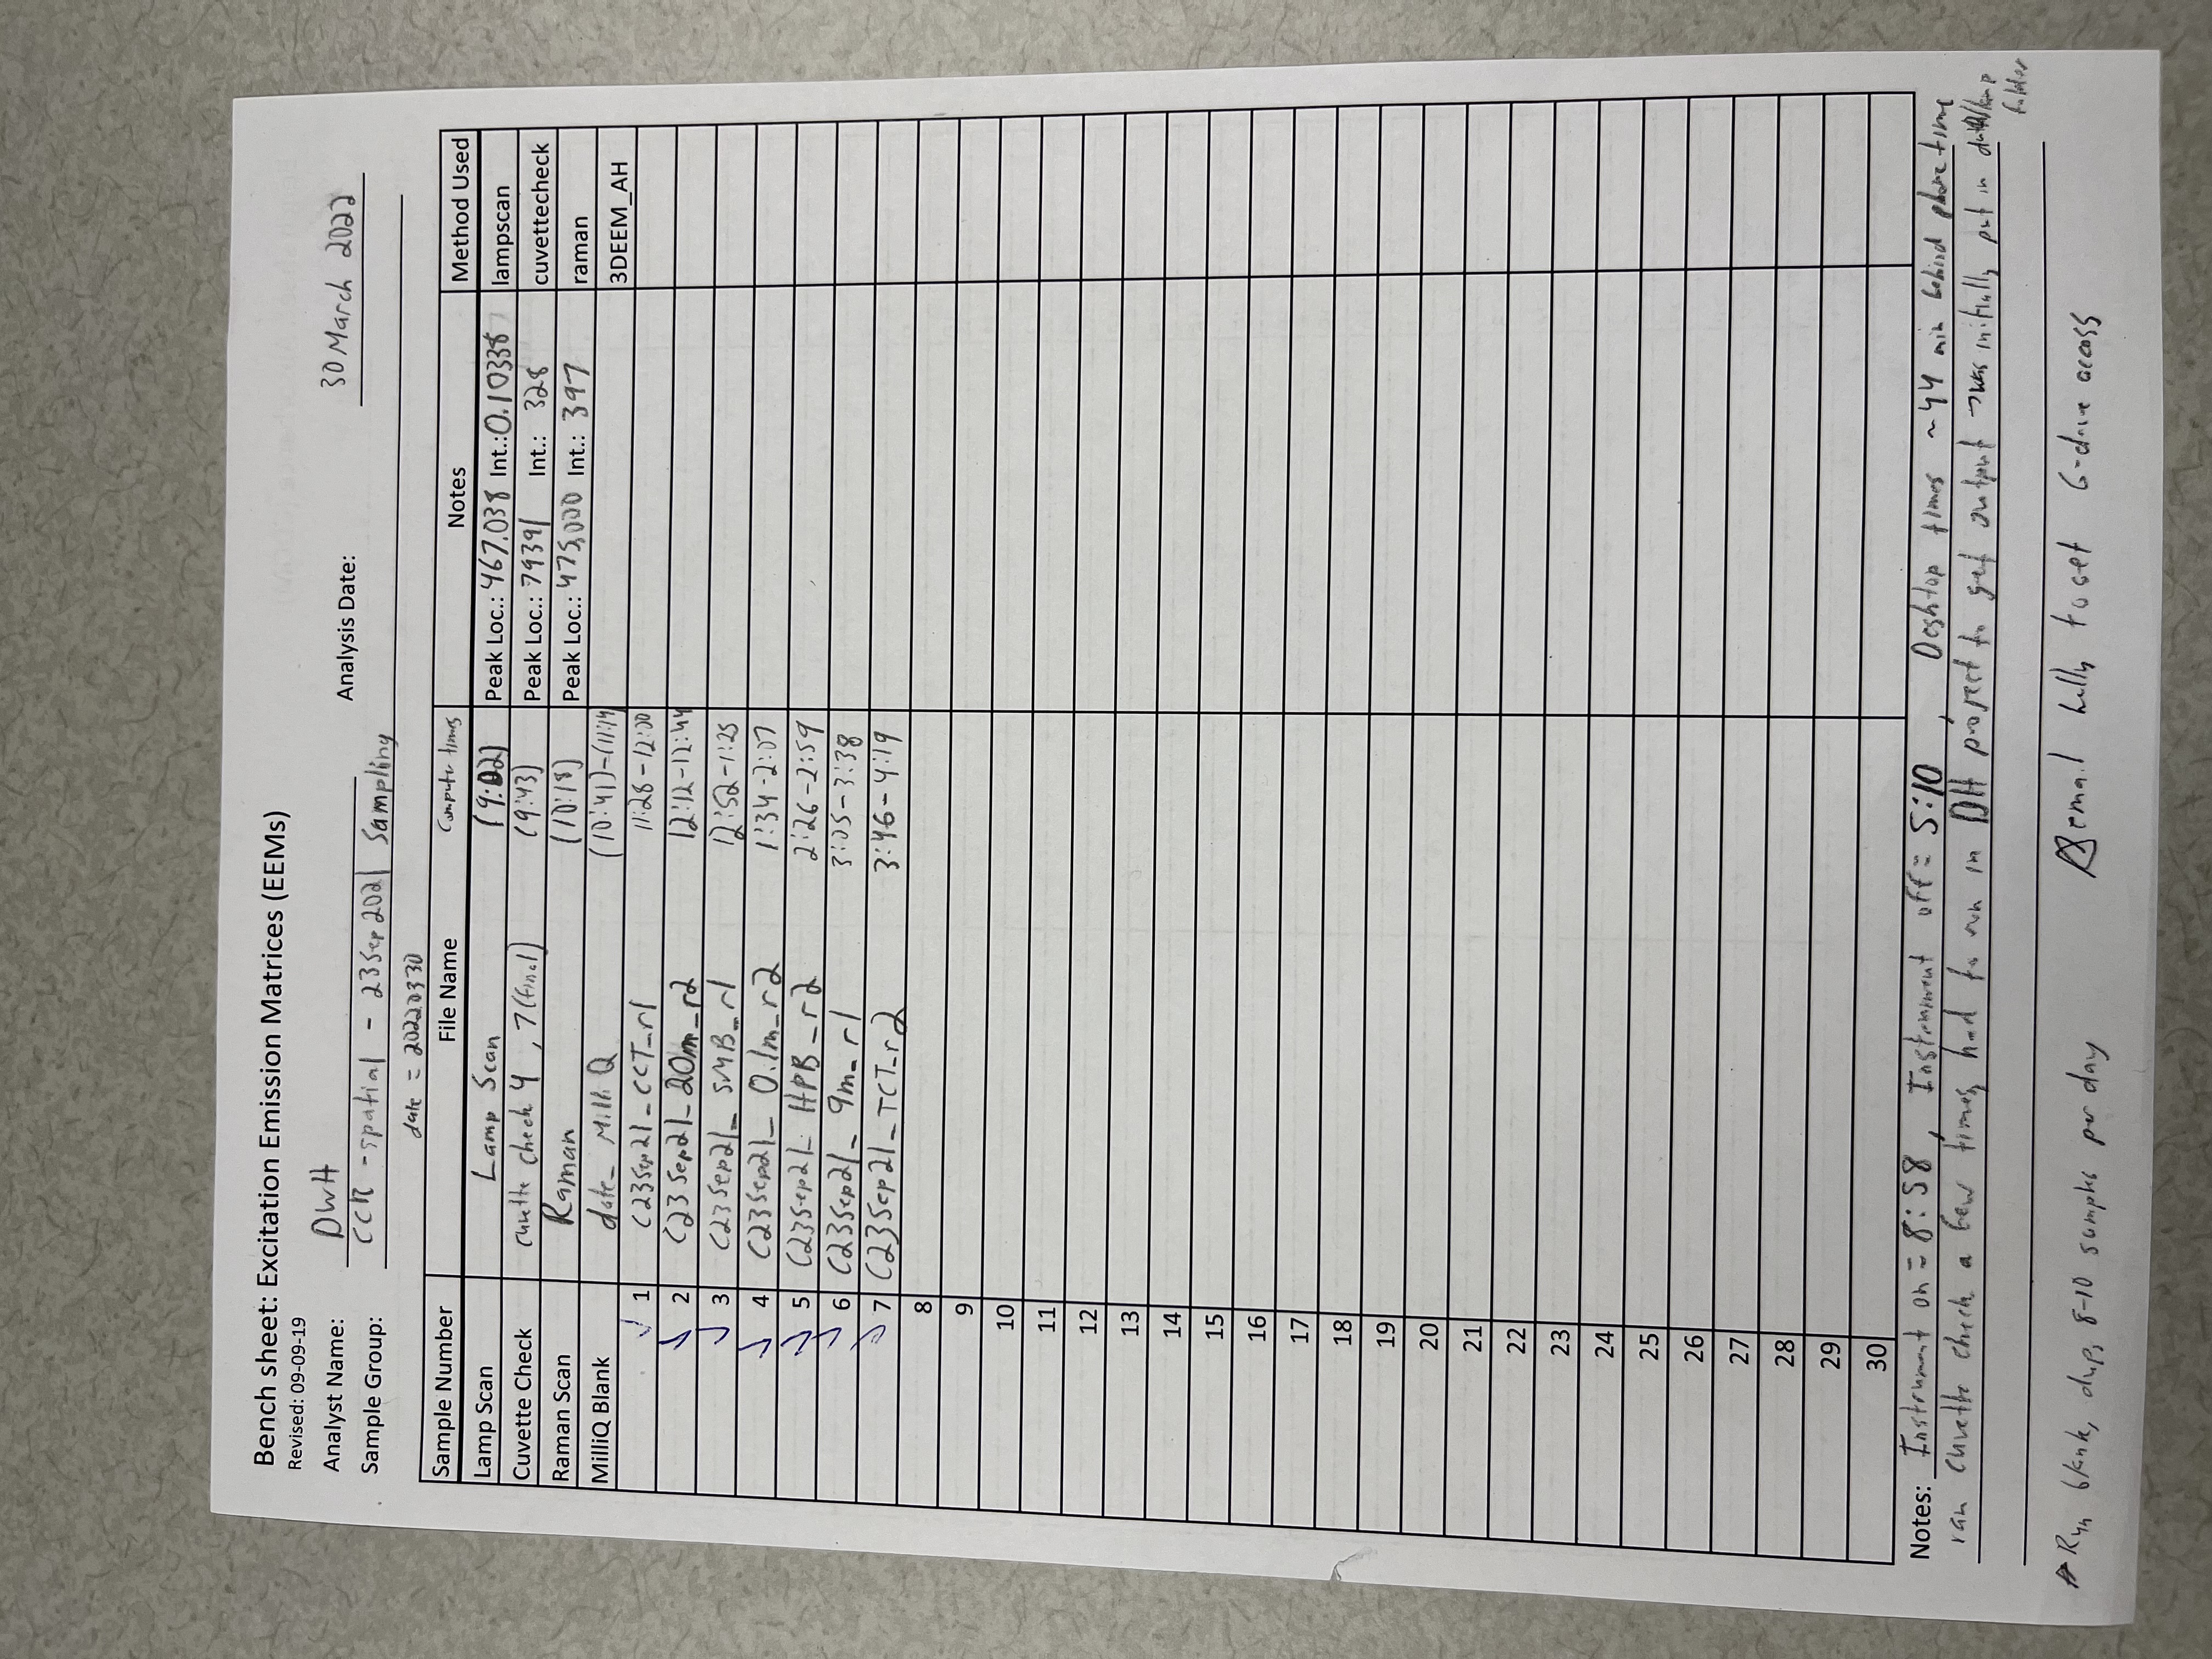 Bench sheet: Excitation Emission Matrices (EEMs)
Revised: 09-09-19
Analyst Name: DWH Analysis Date: 30 March 2022
Sample Group: CCR - spatial - 23Sep2021 Sampling
date = 20220330
Sample Number File Name Computer times Notes Method Used
Lamp Scan Lamp Scan (9:02) Peak Loc.: 467.038 Int.: 0.10338 lampscan
Cuvette Check cuvette check 4, 7(final) (9:43) Peak Loc.: 79391 Int.: 328 cuvettecheck
Raman Scan Raman (10:18) Peak Loc.: 475,000 Int.: 397 raman
MilliQ Blank date_ MilliQ (10:41)-(11:14 3DEEM_AH
1 C23Sep21_CCT_r1 11:28-12:00
2 C23Sep21_20m_r2 12:12-12:44
3 C23Sep21_SMB_r1 12:52-1:25
4 C23Sep21_0.1m_r2 1:34-2:07
5 C23Sep21_HPB_r2 2:26-2:59
6 C23Sep21_9m_r1 3:05-3:38
7 C23Sep21_TCT_r2 3:46-4:19
8
9
10
11
12
13
14
15
16
17
18
19
20
21
22
23
24
25
26
27
28
29
30
Notes: Instrument on = 8:58, Instrument off = 5:10, Desktop times ~44 min behind phone time
ran cuvette check a few times, had to run in DH project to get output → was initially put in
folder
Run blank, dup, 8-10 samples per day email to get G-drive access